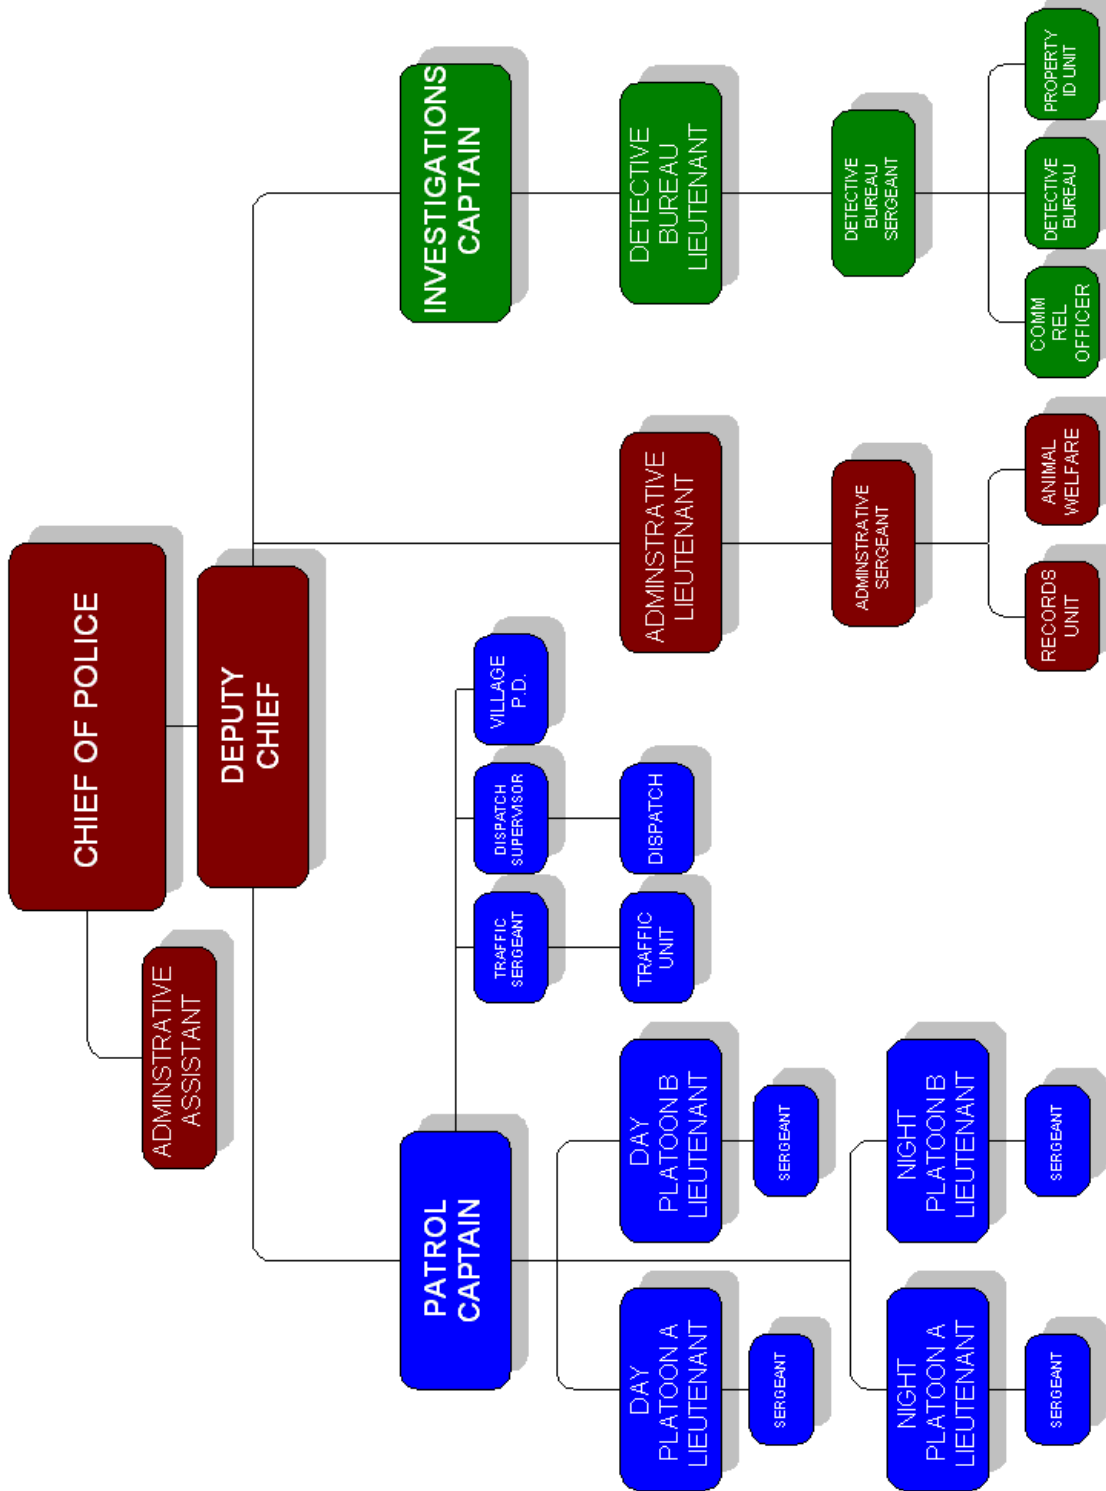 CHIEF OF POLICE
ADMINSTRATIVE
ASSISTANT
DEPUTY
CHIEF
PATROL
CAPTAIN
INVESTIGATIONS
CAPTAIN
TRAFFIC
SERGEANT
DISPATCH
SUPERVISOR
VILLAGE
P.D.
DAY
PLATOON A
LIEUTENANT
DAY
PLATOON B
LIEUTENANT
TRAFFIC
UNIT
DISPATCH
ADMINSTRATIVE
LIEUTENANT
DETECTIVE
BUREAU
LIEUTENANT
SERGEANT
SERGEANT
ADMINSTRATIVE
SERGEANT
DETECTIVE
BUREAU
SERGEANT
NIGHT
PLATOON A
LIEUTENANT
NIGHT
PLATOON B
LIEUTENANT
SERGEANT
SERGEANT
RECORDS
UNIT
ANIMAL
WELFARE
COMM
REL
OFFICER
DETECTIVE
BUREAU
PROPERTY
ID UNIT